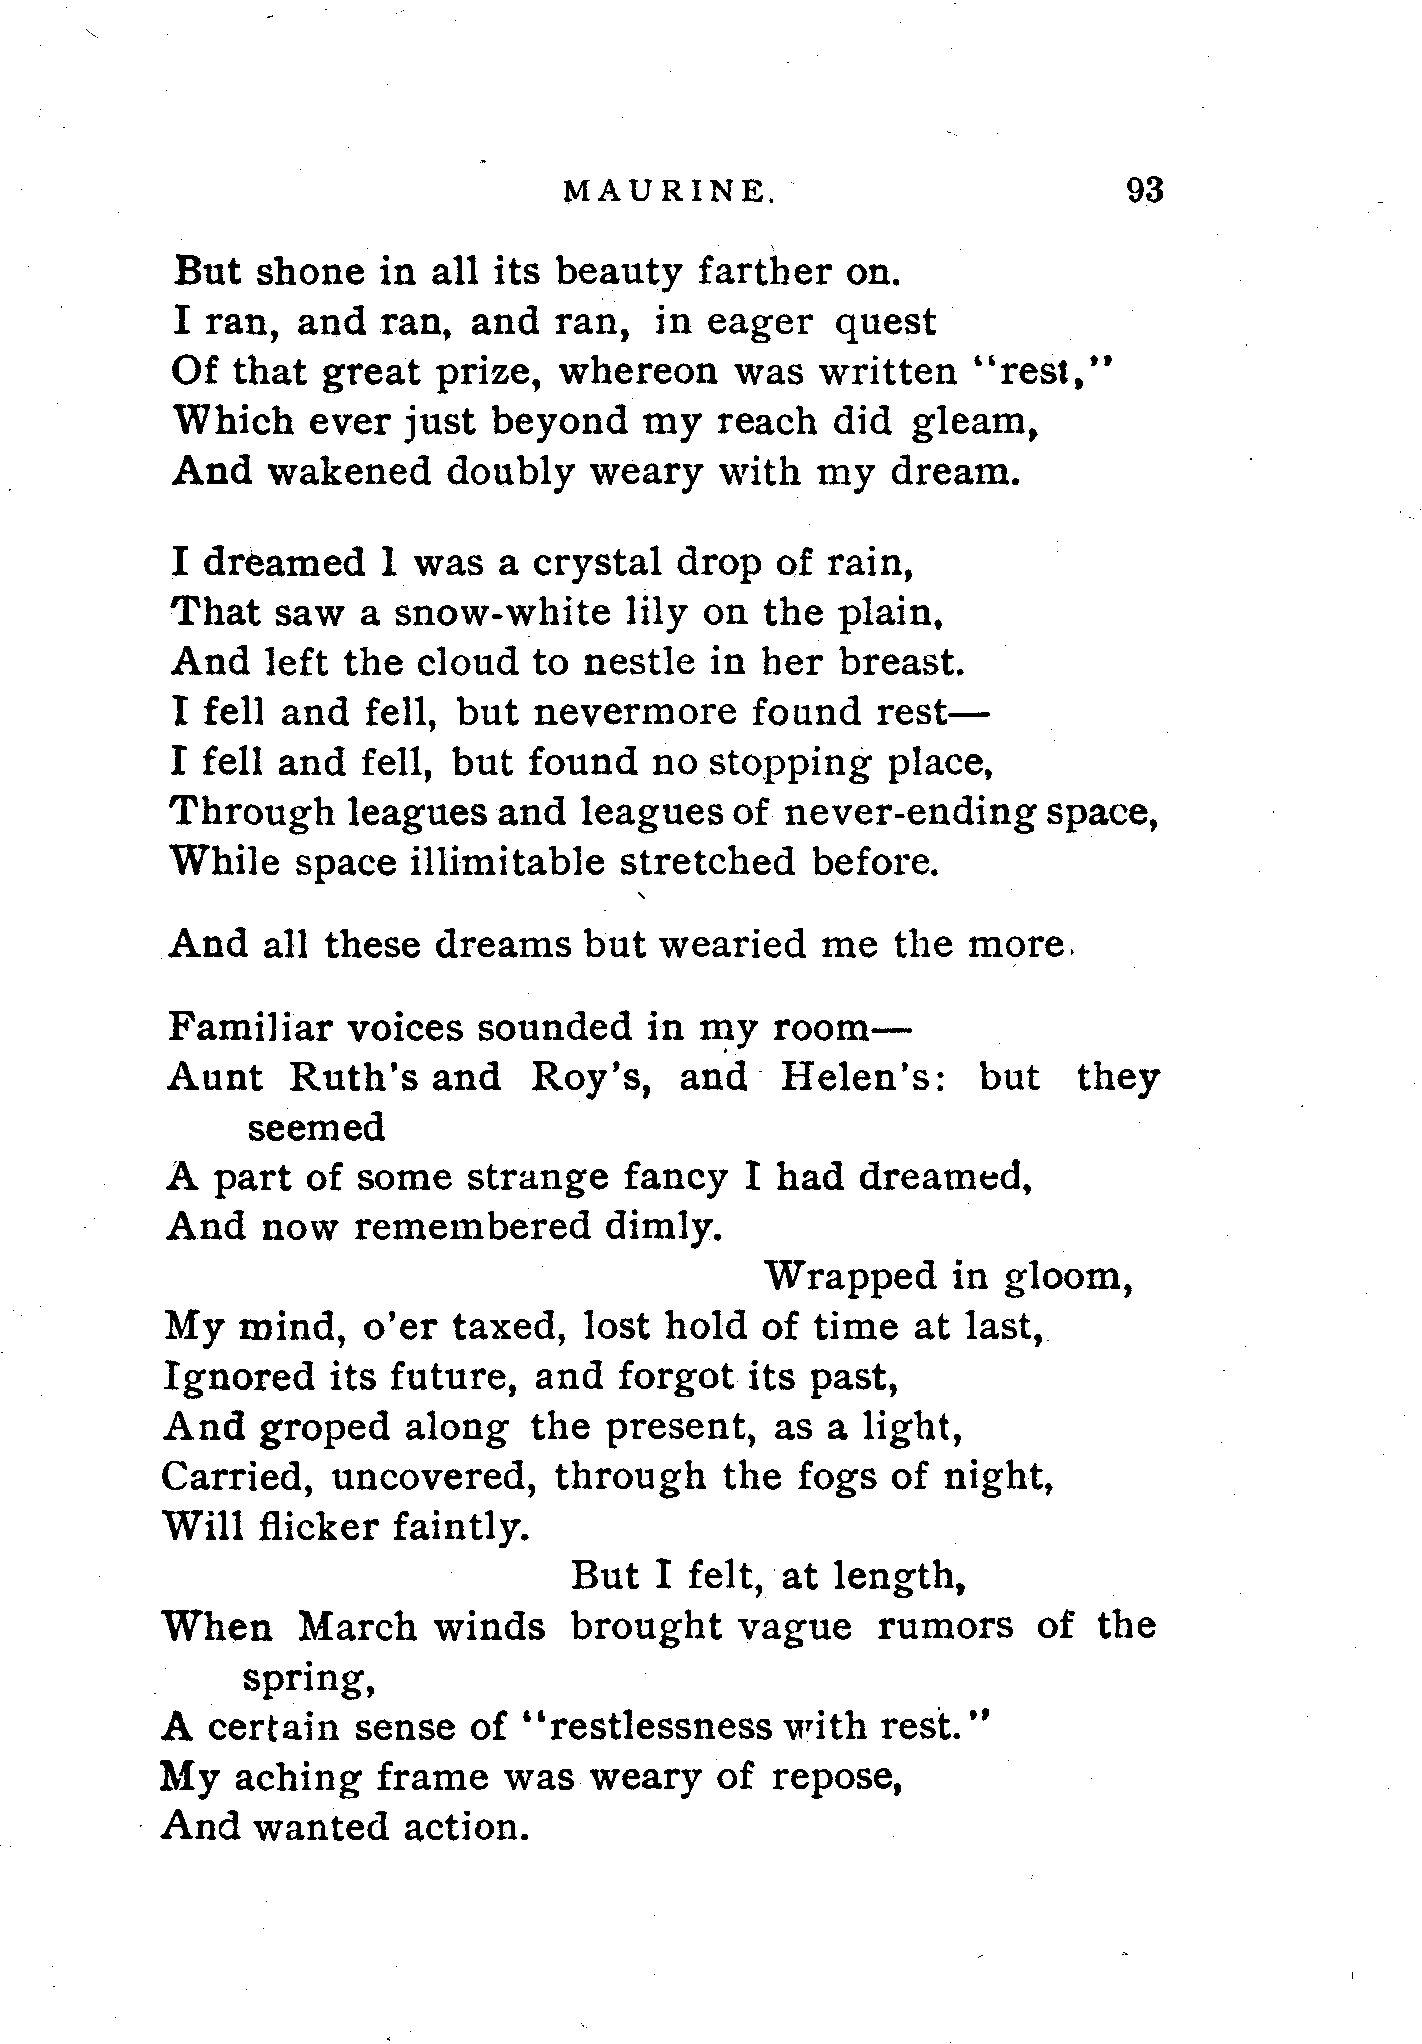 MAURINE. 93
But shone in all its beauty farther on.
I ran, and ran, and ran, in eager quest
Of that great prize, whereon was written “rest,”
Which ever just beyond my reach did gleam,
And wakened doubly weary with my dream.
I dreamed I was a crystal drop of rain,
That saw a snow-white lily on the plain,
And left the cloud to nestle in her breast.
I fell and fell, but nevermore found rest—
I fell and fell, but found no stopping place,
Through leagues and leagues of never-ending space,
While space illimitable stretched before.
And all these dreams but wearied me the more.
Familiar voices sounded in my room—
Aunt Ruth's and Roy's, and Helen's: but they
seemed
A part of some strange fancy I had dreamed,
And now remembered dimly.
Wrapped in gloom,
My mind, o'er taxed, lost hold of time at last,
Ignored its future, and forgot its past,
And groped along the present, as a light,
Carried, uncovered, through the fogs of night,
Will flicker faintly.
But I felt, at length,
When March winds brought vague rumors of the
spring,
A certain sense of “restlessness with rest.”
My aching frame was weary of repose,
And wanted action.